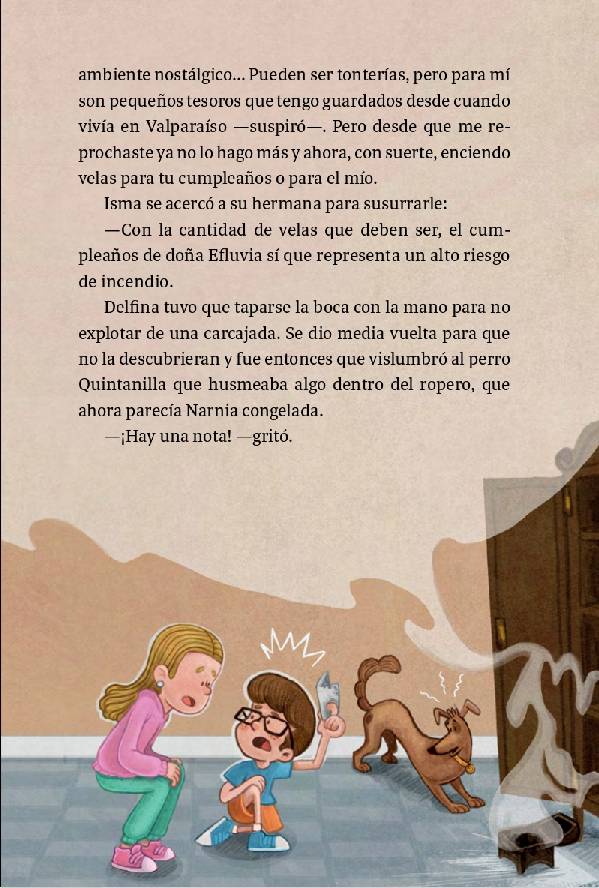 ambiente nostálgico... Pueden ser tonterías, pero para mí
son pequeños tesoros que tengo guardados desde cuando
vivía en Valparaíso —suspiró—. Pero desde que me re-
prochaste ya no lo hago más y ahora, con suerte, enciendo
velas para tu cumpleaños o para el mío.
Isma se acercó a su hermana para susurrarle:
—Con la cantidad de velas que deben ser, el cum-
pleaños de doña Efluvia sí que representa un alto riesgo
de incendio.
Delfina tuvo que taparse la boca con la mano para no
explotar de una carcajada. Se dio media vuelta para que
no la descubrieran y fue entonces que vislumbró al perro
Quintanilla que husmeaba algo dentro del ropero, que
ahora parecía Narnia congelada.
—¡Hay una nota! —gritó.